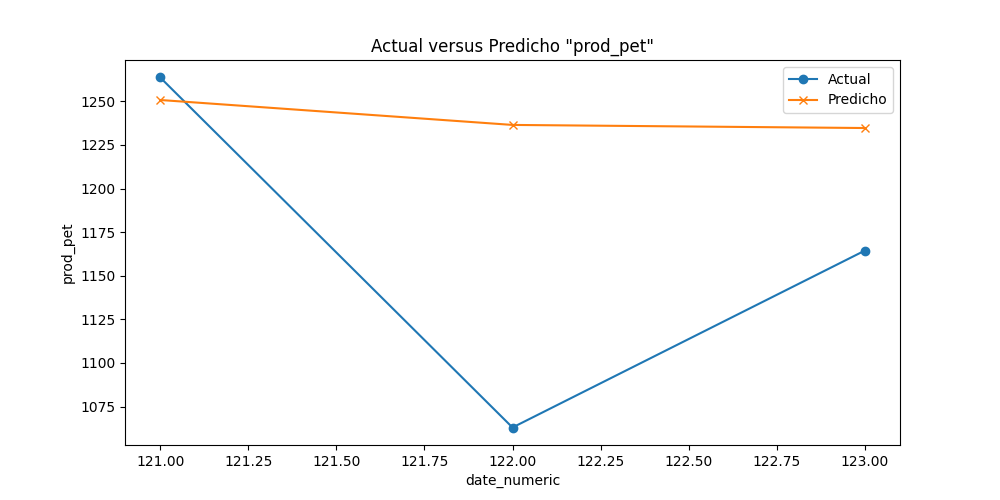 Actual versus Predicho "prod_pet"
Actual
Predicho
1250
1225
1200
1175
1150
1125
1100
1075
prod_pet
121.00 121.25 121.50 121.75 122.00 122.25 122.50 122.75 123.00
date_numeric